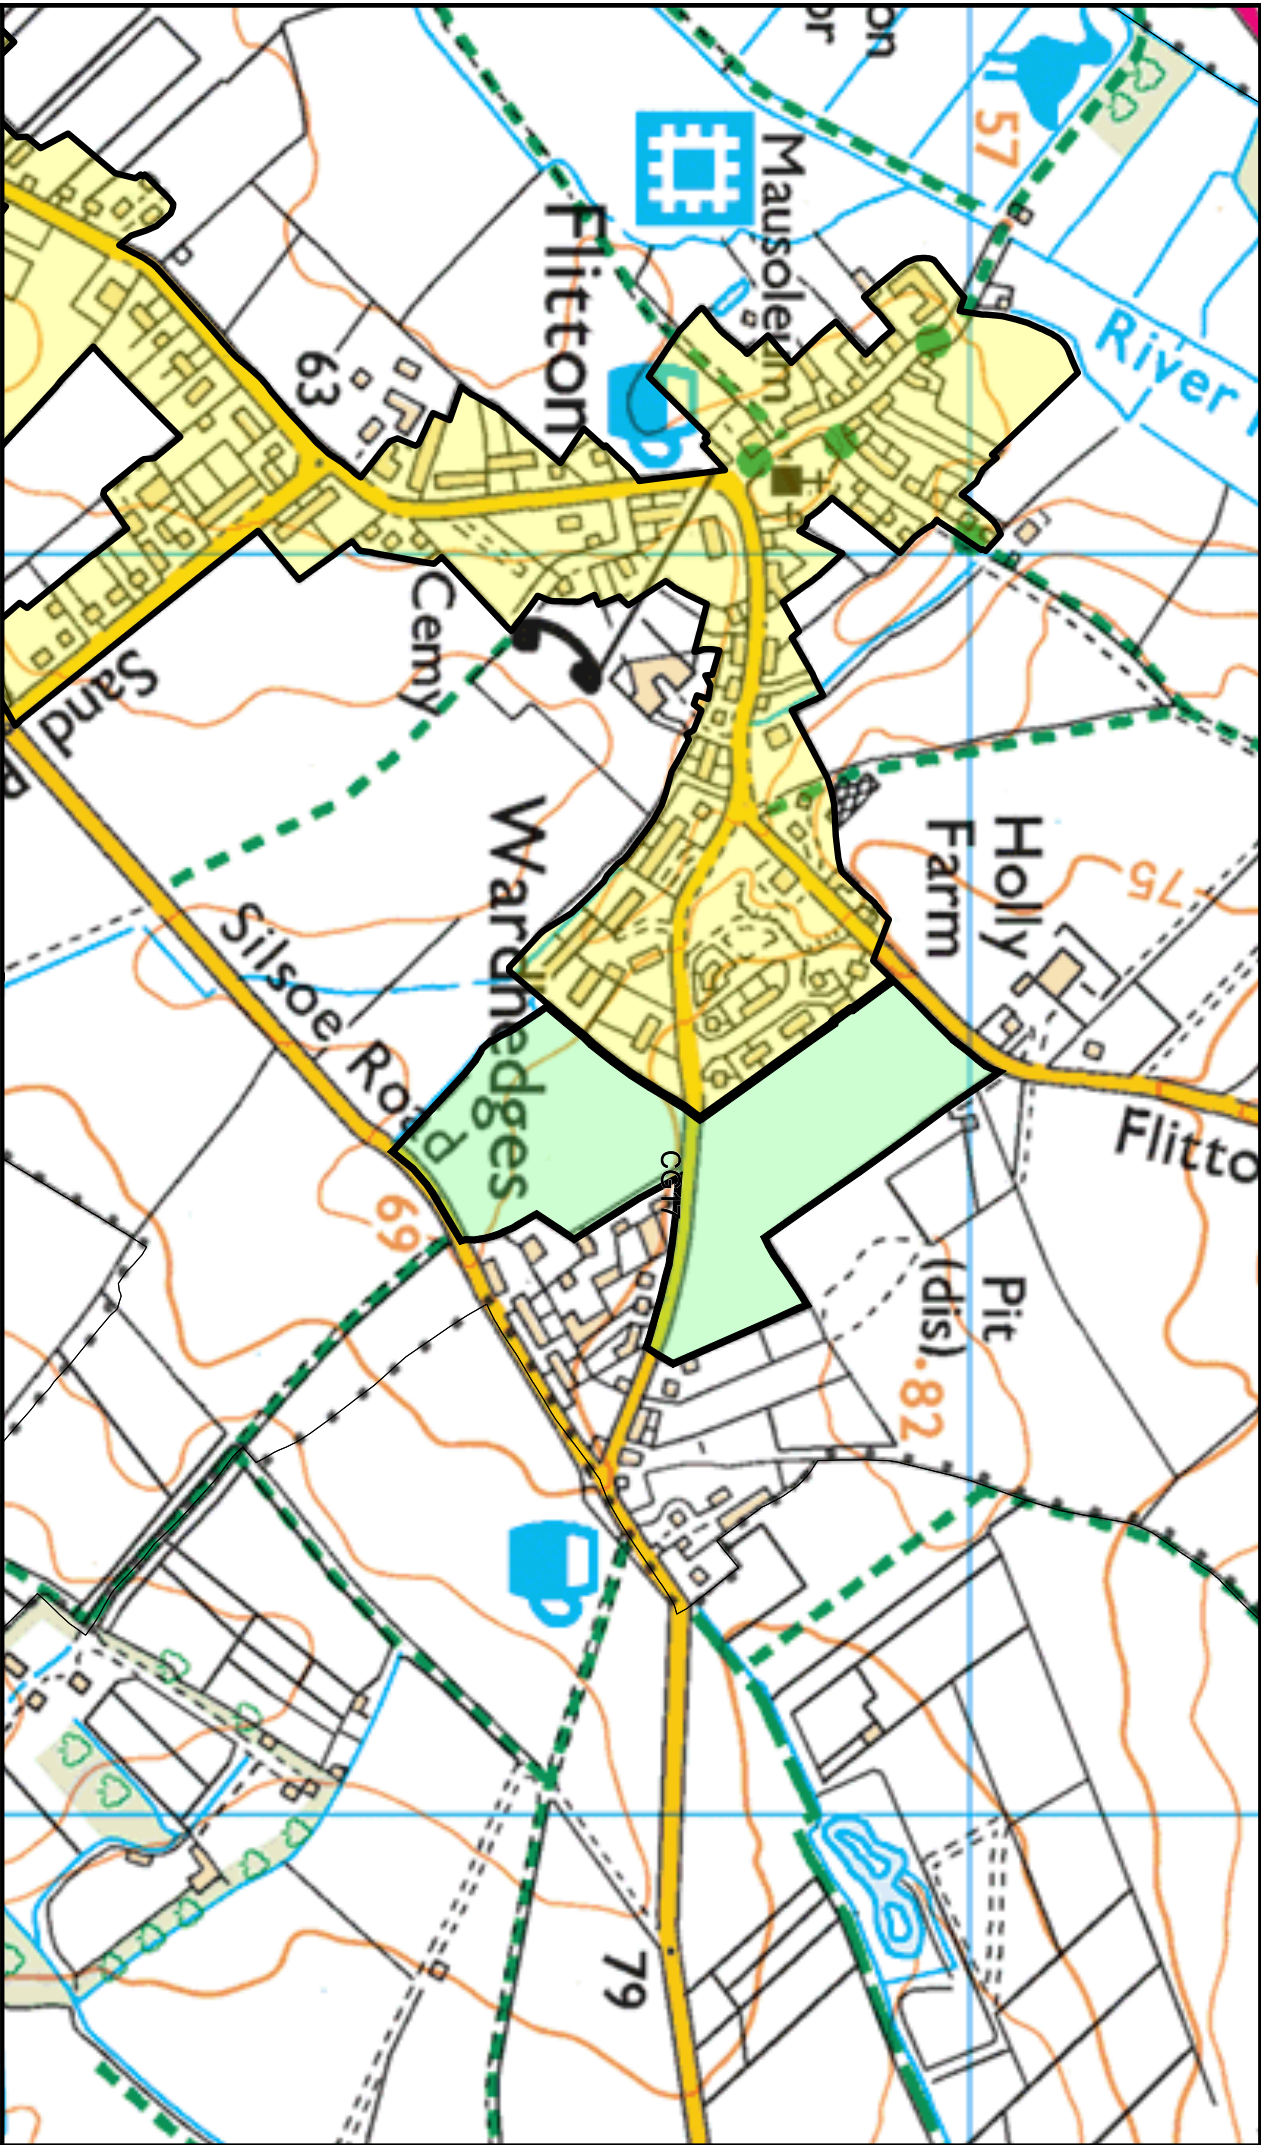 57
Mausoleum
Flitton
River
63
Cemy
Sand
Holly
Farm
75
Wardhedges
Silsoe Road
CG17
Flitto
69
Pit
(dis)
.82
79